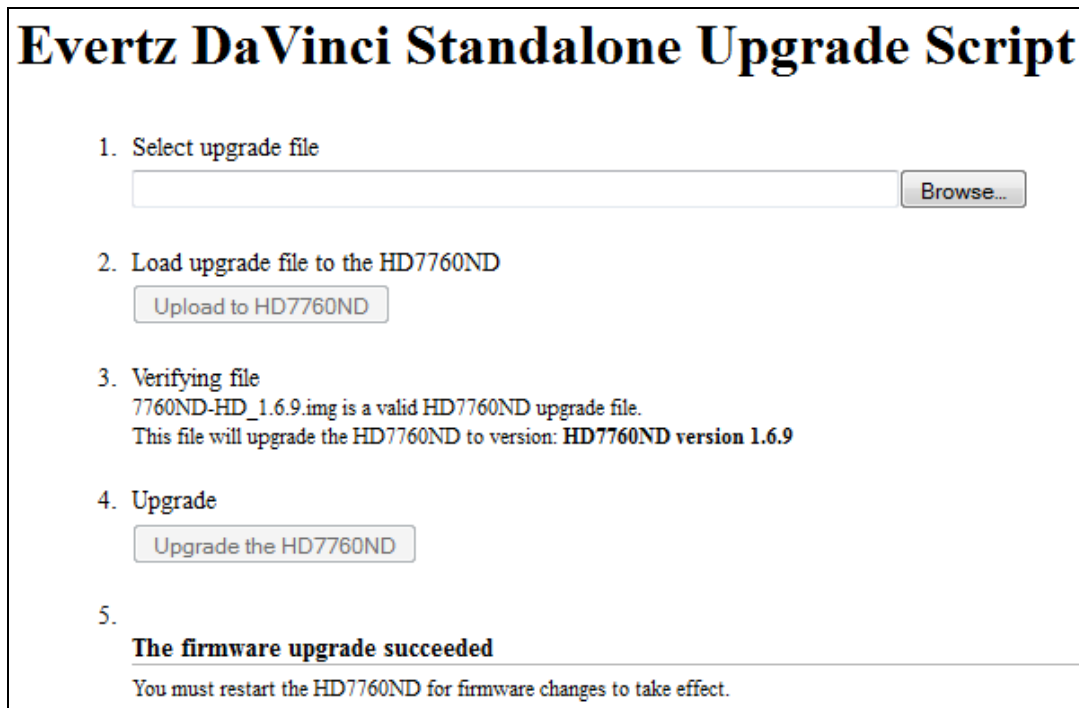 Evertz DaVinci Standalone Upgrade Script
1. Select upgrade file
Browse...
2. Load upgrade file to the HD7760ND
Upload to HD7760ND
3. Verifying file
7760ND-HD_1.6.9.img is a valid HD7760ND upgrade file.
This file will upgrade the HD7760ND to version: HD7760ND version 1.6.9
4. Upgrade
Upgrade the HD7760ND
5.
The firmware upgrade succeeded
You must restart the HD7760ND for firmware changes to take effect.